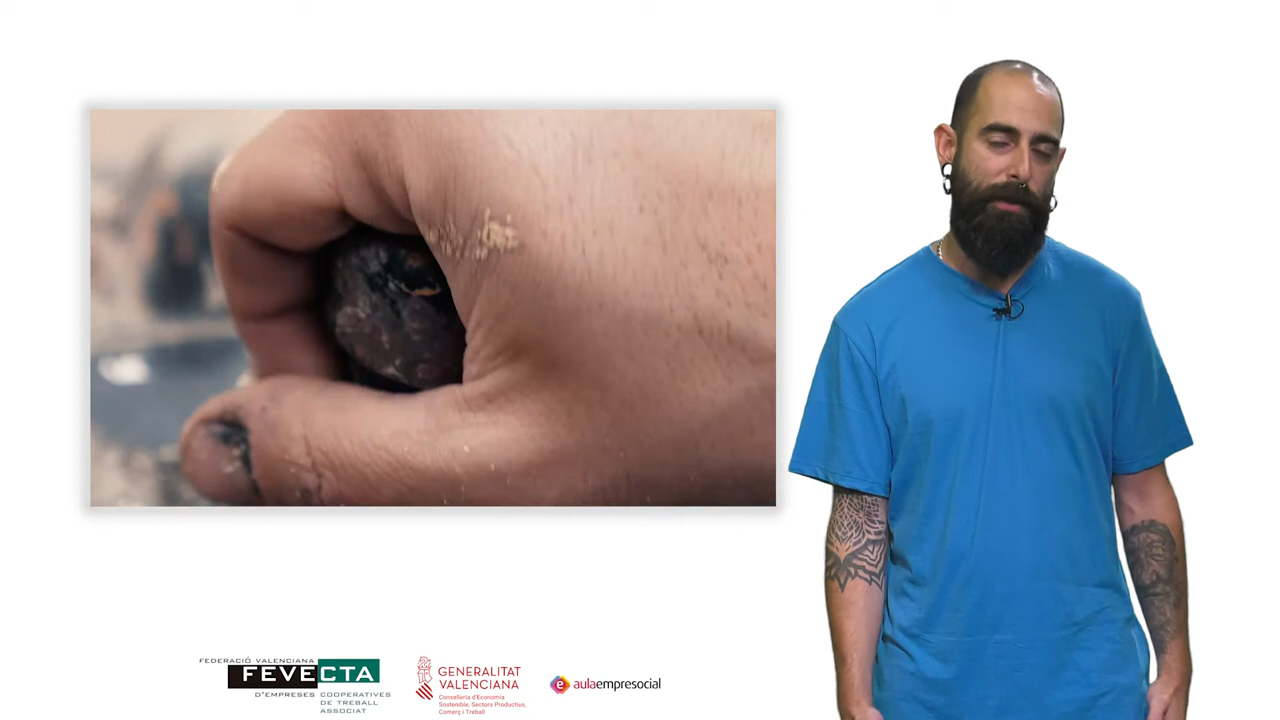 FEDERACIÓ VALENCIANA
FEVECTA
D'EMPRESES COOPERATIVES
DE TREBALL
ASSOCIAT
GENERALITAT
VALENCIANA
Conselleria d'Economia
Sostenible, Sectors Productius,
Comerç i Treball
e aulaempresocial